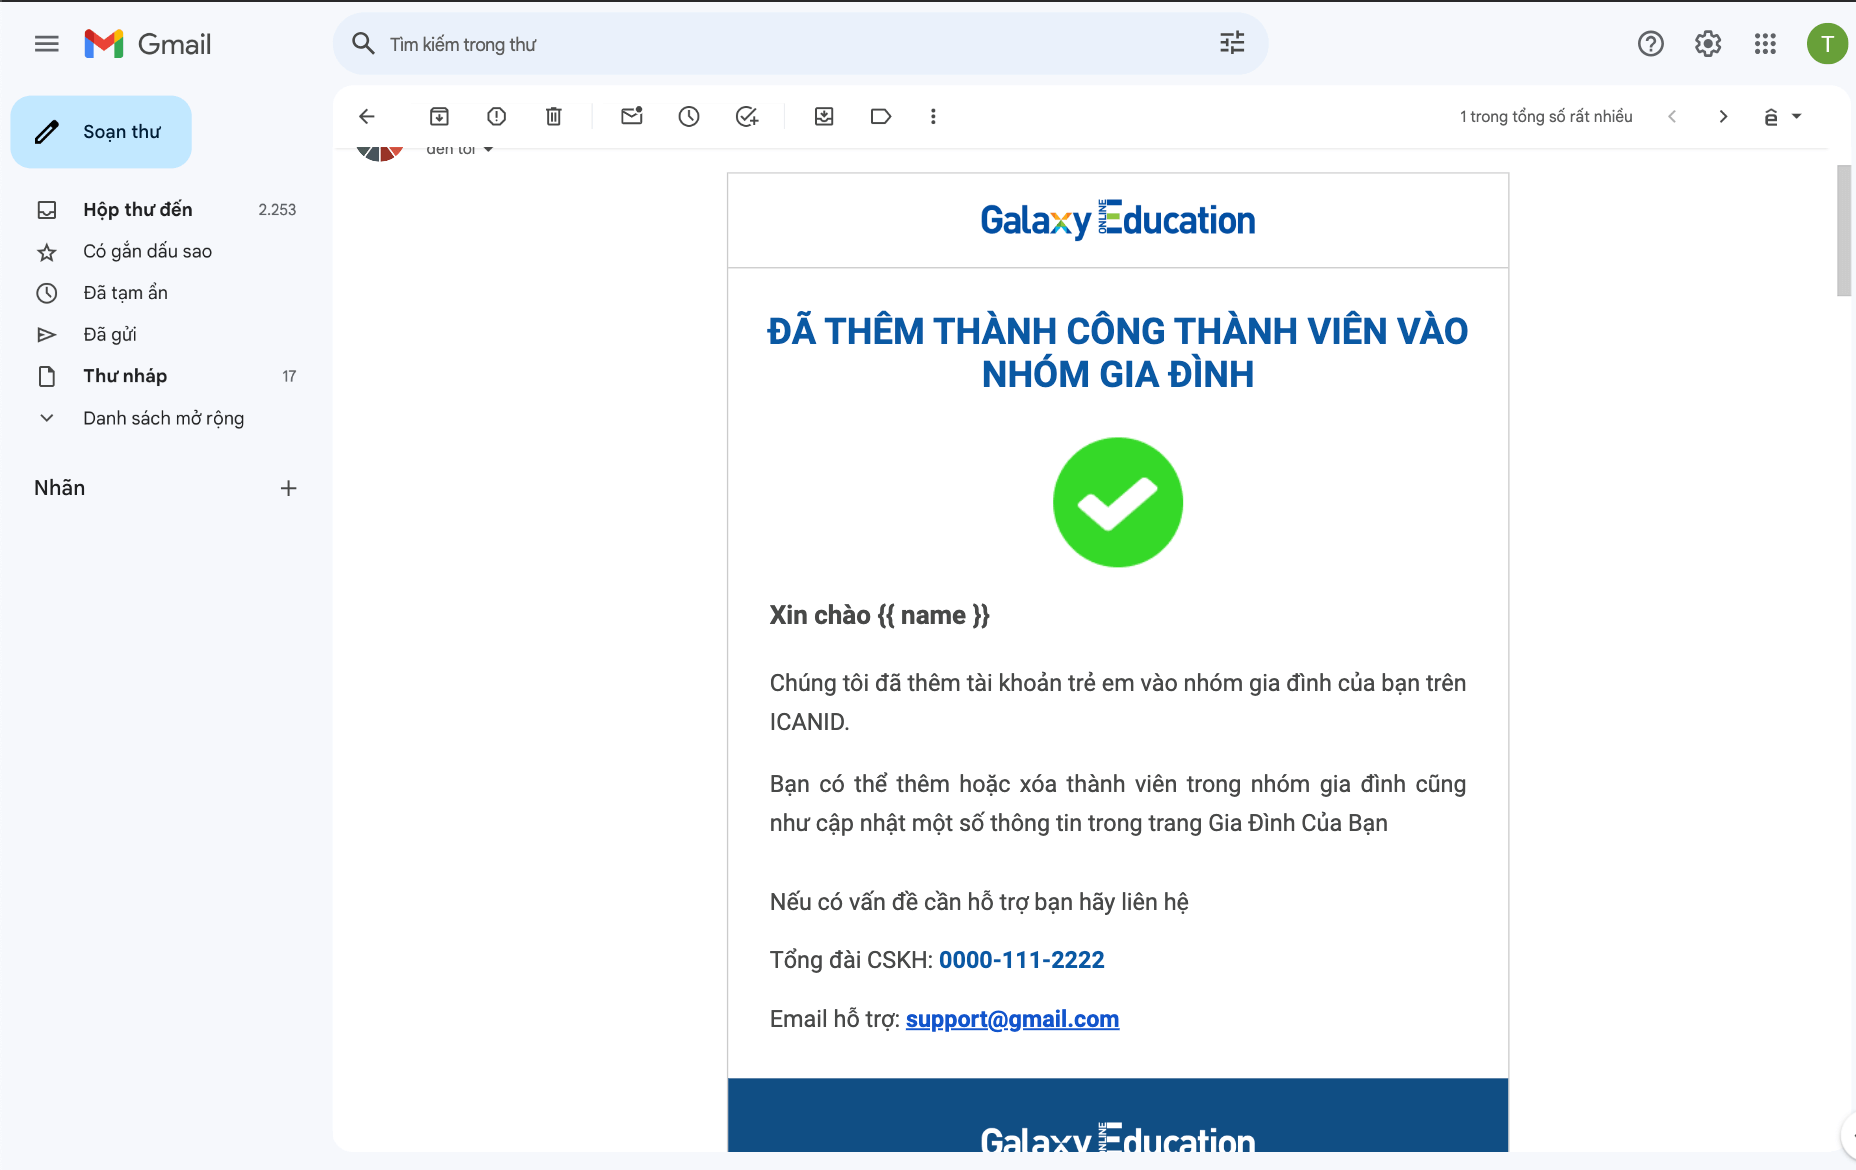 Gmail
Tìm kiếm trong thư
T
Soạn thư
1 trong tổng số rất nhiều
ê
đến tôi
Hộp thư đến 2.253
Có gắn dấu sao
Đã tạm ẩn
Đã gửi
Thư nháp 17
Danh sách mở rộng
Nhãn
Galaxy Education ONLINE
ĐÃ THÊM THÀNH CÔNG THÀNH VIÊN VÀO
NHÓM GIA ĐÌNH
Xin chào {{ name }}
Chúng tôi đã thêm tài khoản trẻ em vào nhóm gia đình của bạn trên
ICANID.
Bạn có thể thêm hoặc xóa thành viên trong nhóm gia đình cũng
như cập nhật một số thông tin trong trang Gia Đình Của Bạn
Nếu có vấn đề cần hỗ trợ bạn hãy liên hệ
Tổng đài CSKH: 0000-111-2222
Email hỗ trợ: support@gmail.com
Galaxy Education ONLINE